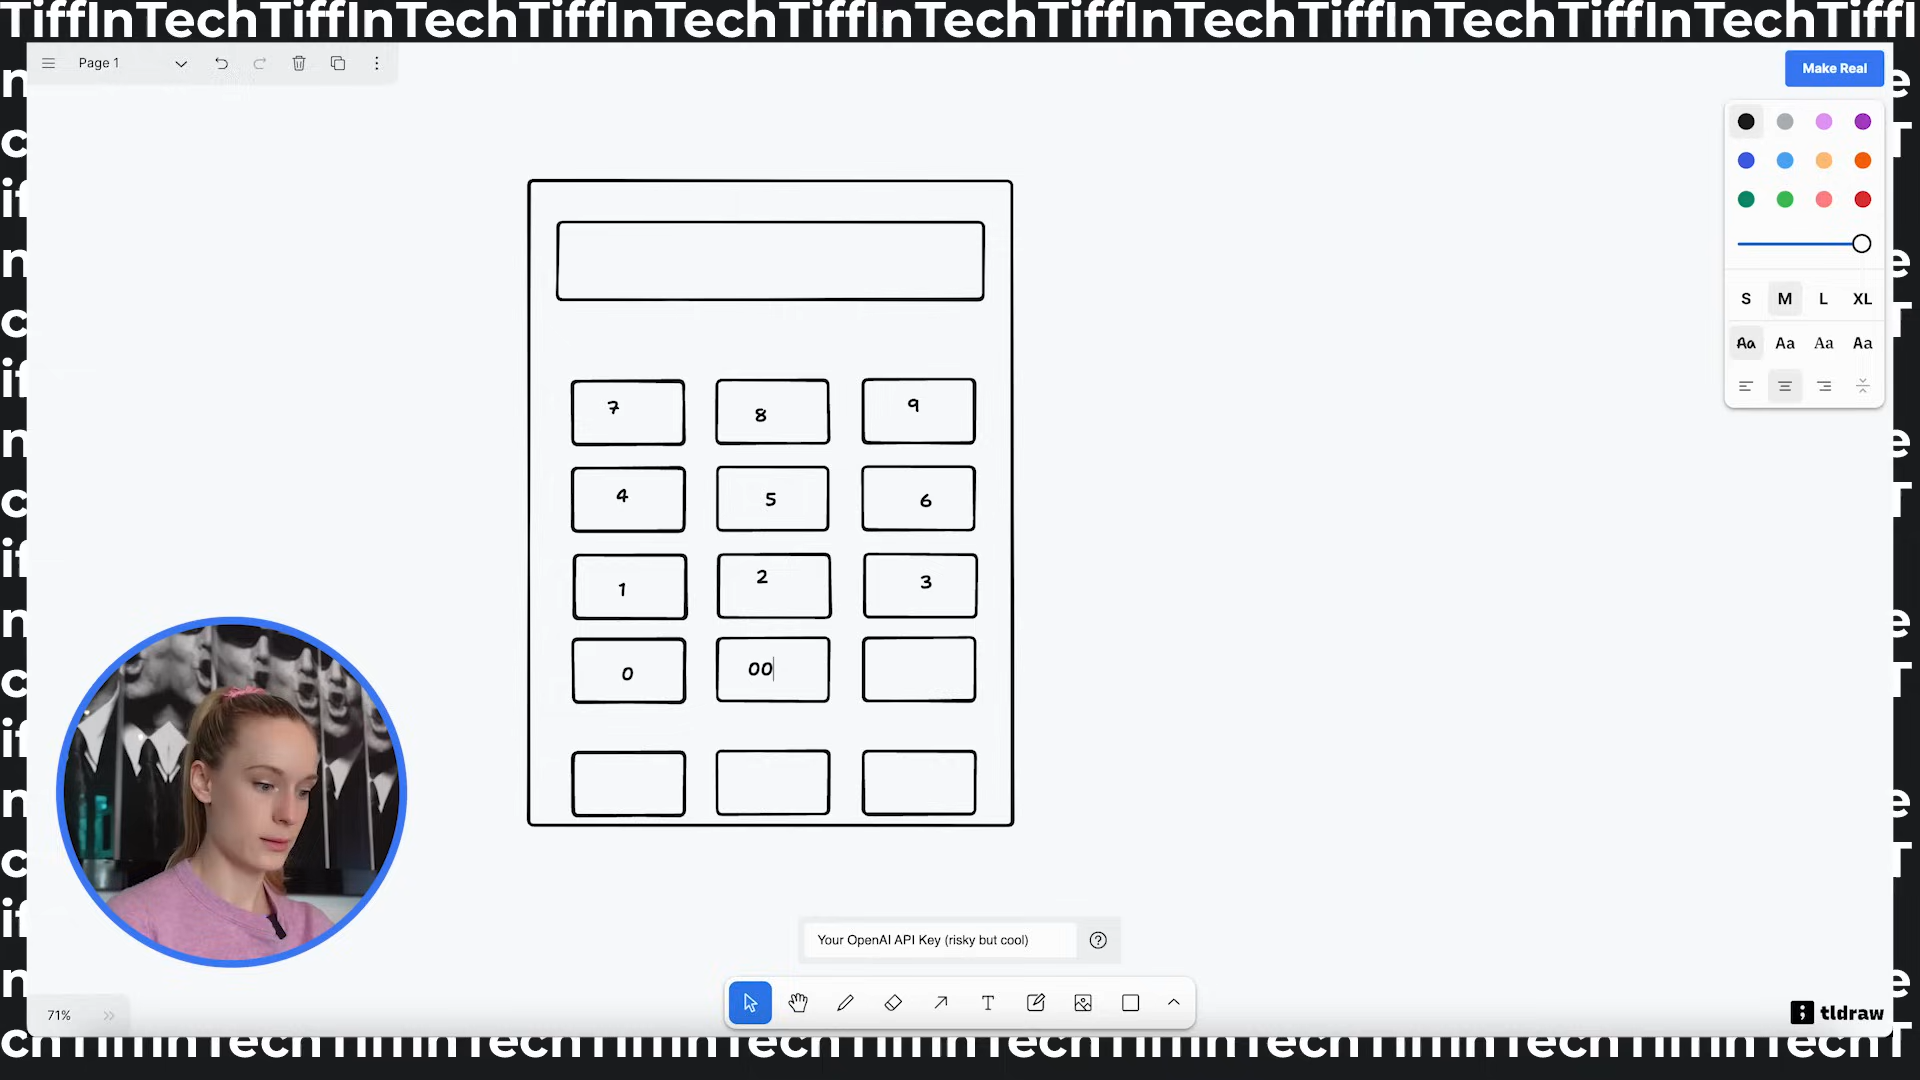 TiffInTechTiffInTechTiffInTechTiffInTechTiffInTechTiffInTechTiffInTechTiffI
Page 1
Make Real
S M L XL
Aa Aa Aa Aa
7 8 9
4 5 6
1 2 3
0 00
Your OpenAI API Key (risky but cool)
71%
tldraw
chTiffInTechTiffInTechTiffInTechTiffInTechTiffInTechTiffInTechTiffInTechT